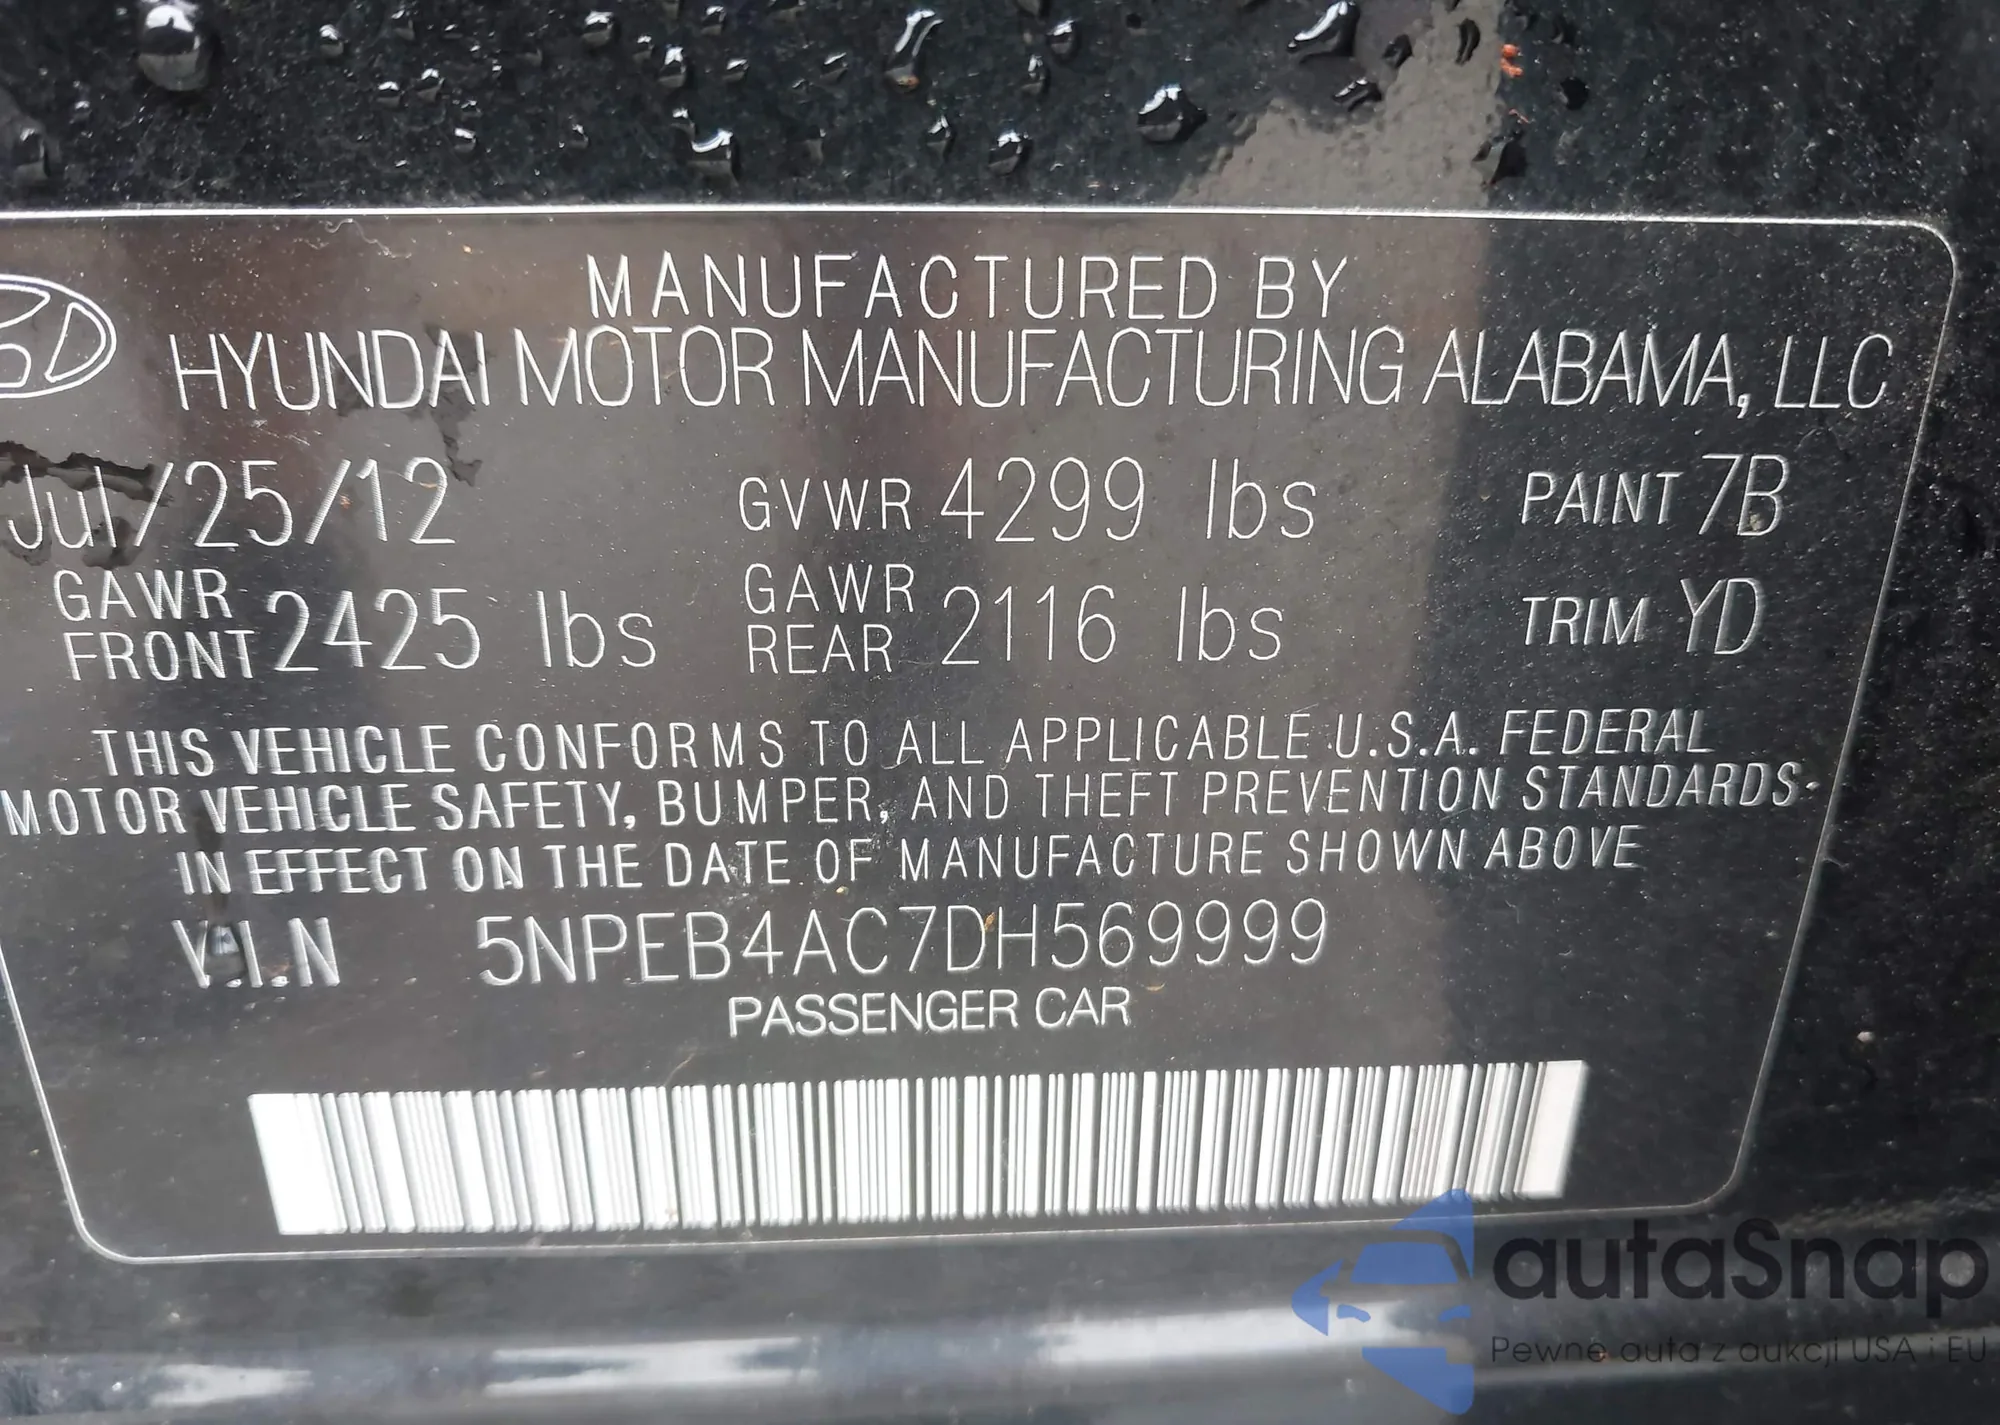 MANUFACTURED BY
HYUNDAI MOTOR MANUFACTURING ALABAMA, LLC
Jul/25/12 GVWR 4299 lbs PAINT 7B
GAWR FRONT 2425 lbs GAWR REAR 2116 lbs TRIM YD
THIS VEHICLE CONFORMS TO ALL APPLICABLE U.S.A. FEDERAL
MOTOR VEHICLE SAFETY, BUMPER, AND THEFT PREVENTION STANDARDS
IN EFFECT ON THE DATE OF MANUFACTURE SHOWN ABOVE
V.I.N 5NPEB4AC7DH569999
PASSENGER CAR
autaSnap
Pewne auta z aukcji USA i EU